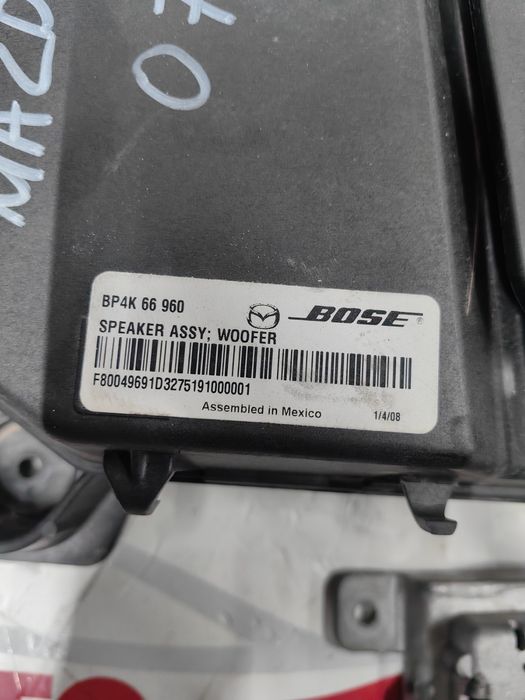 MAZD
07
BP4K 66 960
BOSE®
SPEAKER ASSY; WOOFER
F80049691D3275191000001
Assembled in Mexico
1/4/08